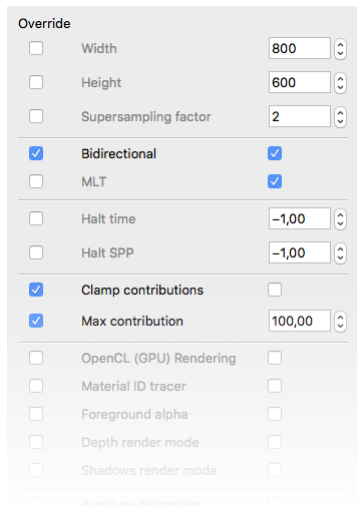 Override
Width 800
Height 600
Supersampling factor 2
Bidirectional
MLT
Halt time −1,00
Halt SPP −1,00
Clamp contributions
Max contribution 100,00
OpenCL (GPU) Rendering
Material ID tracer
Foreground alpha
Depth render mode
Shadows render mode
Aperture diffraction